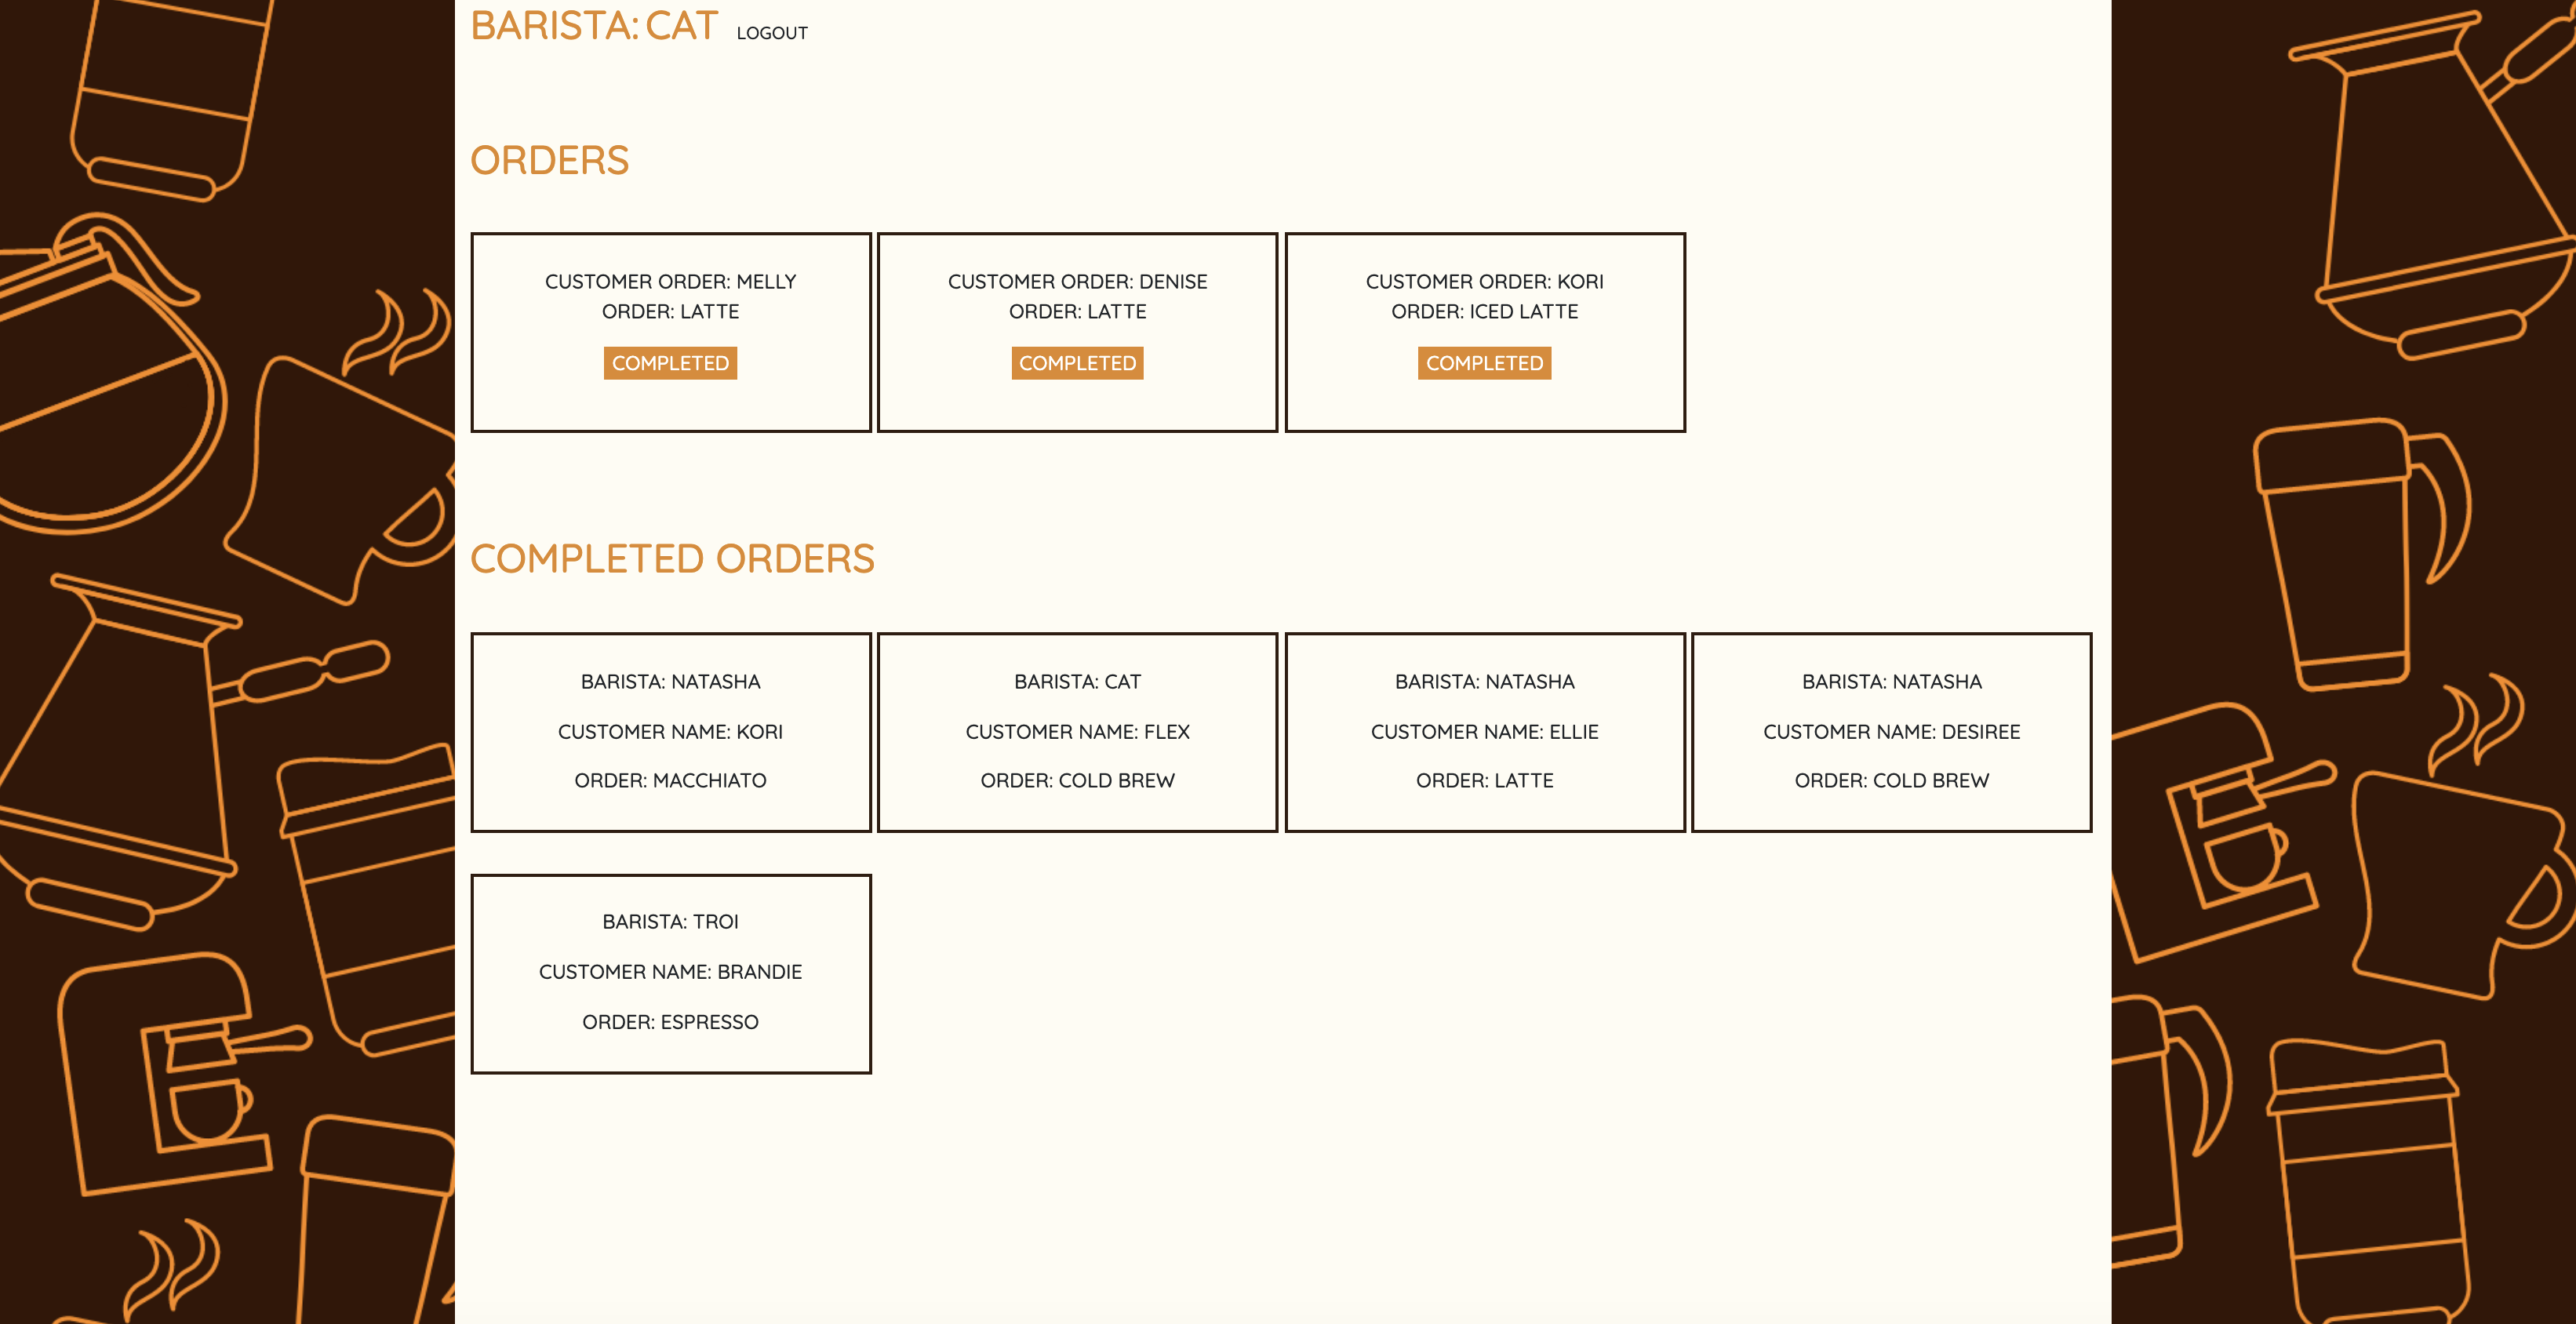 BARISTA: CAT LOGOUT
ORDERS
CUSTOMER ORDER: MELLY
ORDER: LATTE
COMPLETED
CUSTOMER ORDER: DENISE
ORDER: LATTE
COMPLETED
CUSTOMER ORDER: KORI
ORDER: ICED LATTE
COMPLETED
COMPLETED ORDERS
BARISTA: NATASHA
CUSTOMER NAME: KORI
ORDER: MACCHIATO
BARISTA: CAT
CUSTOMER NAME: FLEX
ORDER: COLD BREW
BARISTA: NATASHA
CUSTOMER NAME: ELLIE
ORDER: LATTE
BARISTA: NATASHA
CUSTOMER NAME: DESIREE
ORDER: COLD BREW
BARISTA: TROI
CUSTOMER NAME: BRANDIE
ORDER: ESPRESSO